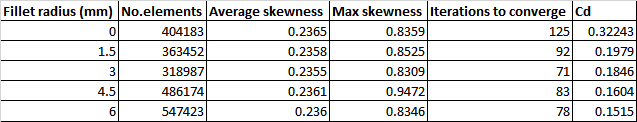 Fillet radius (mm) No.elements Average skewness Max skewness Iterations to converge Cd
0 404183 0.2365 0.8359 125 0.32243
1.5 363452 0.2358 0.8525 92 0.1979
3 318987 0.2355 0.8309 71 0.1846
4.5 486174 0.2361 0.9472 83 0.1604
6 547423 0.236 0.8346 78 0.1515